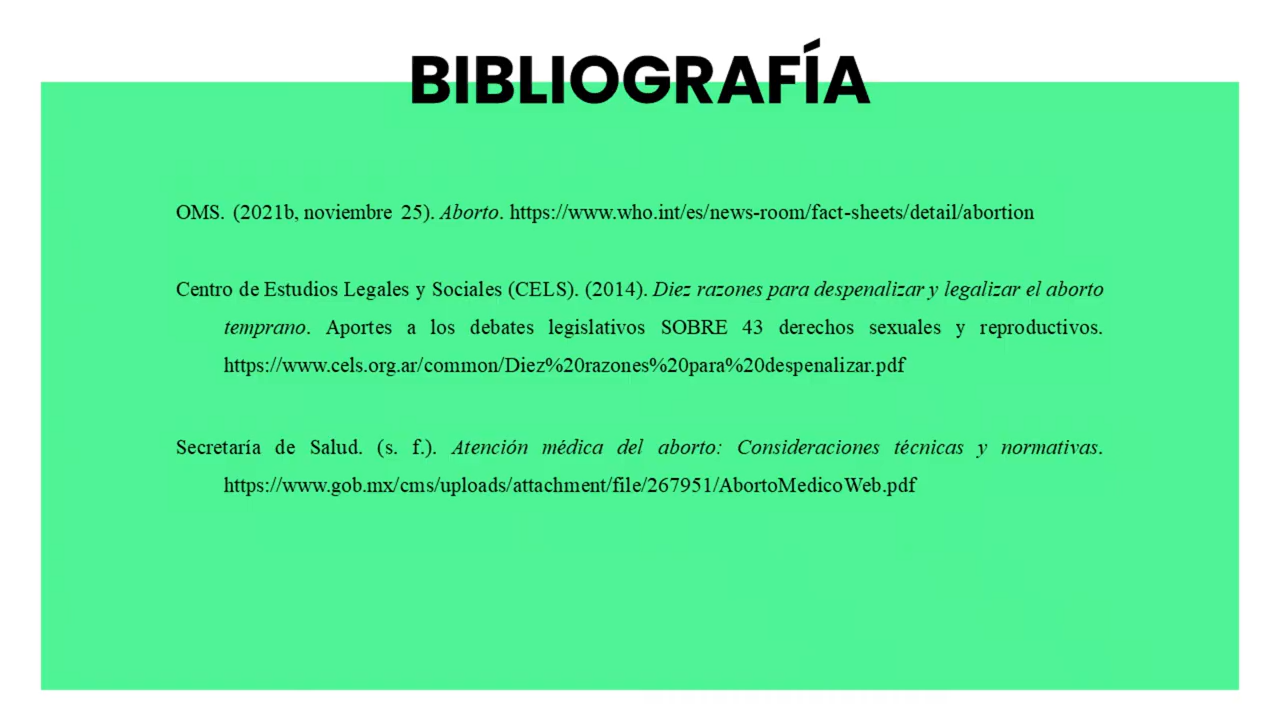 BIBLIOGRAFÍA
OMS. (2021b, noviembre 25). Aborto. https://www.who.int/es/news-room/fact-sheets/detail/abortion
Centro de Estudios Legales y Sociales (CELS). (2014). Diez razones para despenalizar y legalizar el aborto
temprano. Aportes a los debates legislativos SOBRE 43 derechos sexuales y reproductivos.
https://www.cels.org.ar/common/Diez%20razones%20para%20despenalizar.pdf
Secretaría de Salud. (s. f.). Atención médica del aborto: Consideraciones técnicas y normativas.
https://www.gob.mx/cms/uploads/attachment/file/267951/AbortoMedicoWeb.pdf